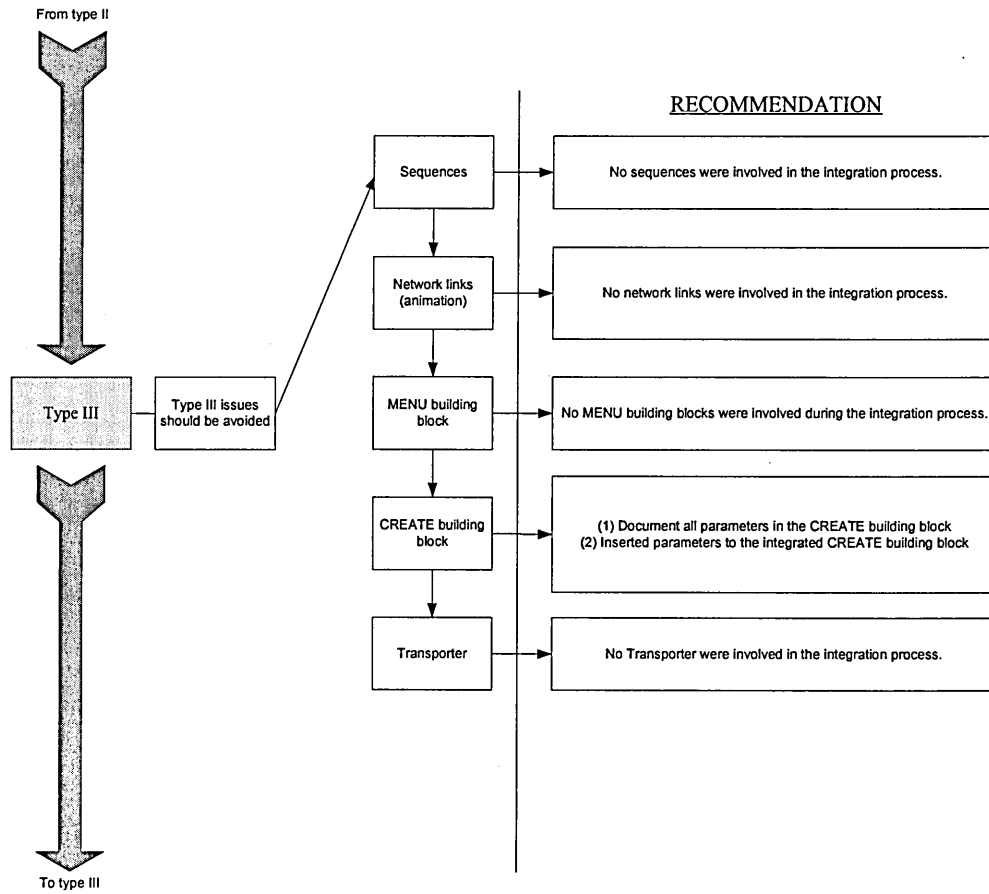 From type II
RECOMMENDATION
Sequences
No sequences were involved in the integration process.
Network links
(animation)
No network links were involved in the integration process.
Type III
Type III issues
should be avoided
MENU building
block
No MENU building blocks were involved during the integration process.
CREATE building
block
(1) Document all parameters in the CREATE building block
(2) Inserted parameters to the integrated CREATE building block
Transporter
No Transporter were involved in the integration process.
To type III